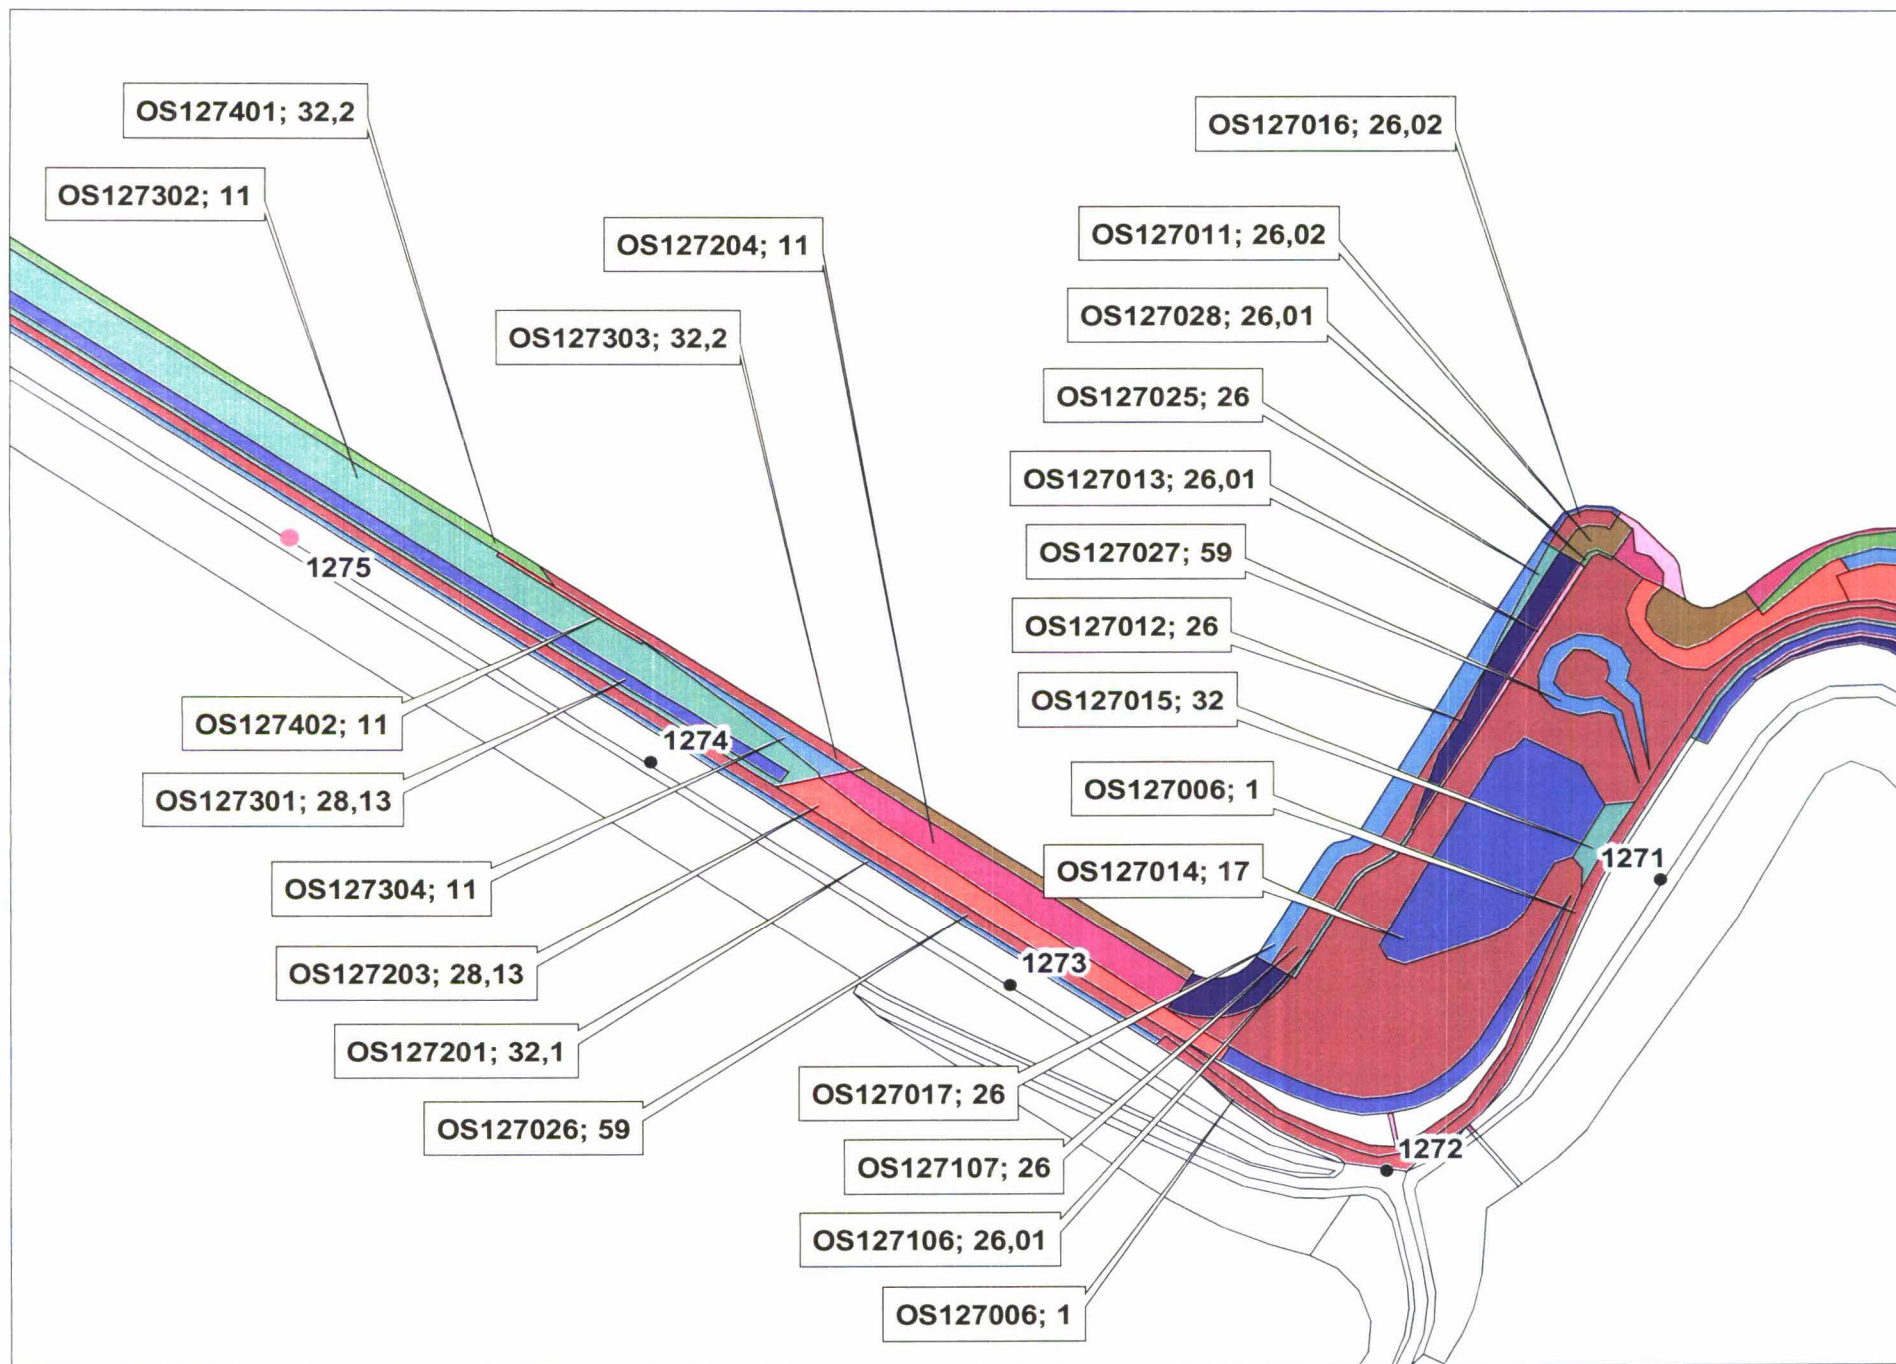 OS127401; 32,2
OS127016; 26,02
OS127302; 11
OS127204; 11
OS127011; 26,02
OS127303; 32,2
OS127028; 26,01
OS127025; 26
OS127013; 26,01
OS127027; 59
1275
OS127012; 26
OS127015; 32
OS127402; 11
1274
OS127006; 1
OS127301; 28,13
1271
OS127014; 17
OS127304; 11
1273
OS127203; 28,13
OS127201; 32,1
OS127017; 26
OS127026; 59
1272
OS127107; 26
OS127106; 26,01
OS127006; 1